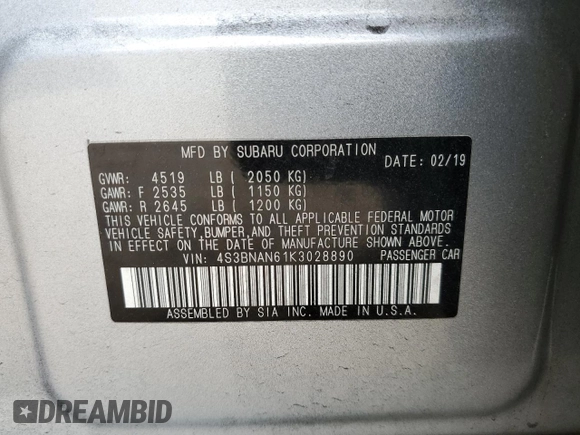 MFD BY SUBARU CORPORATION
DATE: 02/19
GVWR: 4519 LB ( 2050 KG)
GAWR: F 2535 LB ( 1150 KG)
GAWR: R 2645 LB ( 1200 KG)
THIS VEHICLE CONFORMS TO ALL APPLICABLE FEDERAL MOTOR
VEHICLE SAFETY, BUMPER, AND THEFT PREVENTION STANDARDS
IN EFFECT ON THE DATE OF MANUFACTURE SHOWN ABOVE.
VIN: 4S3BNAN61K3028890 PASSENGER CAR
ASSEMBLED BY SIA INC. MADE IN U.S.A.
DREAMBID